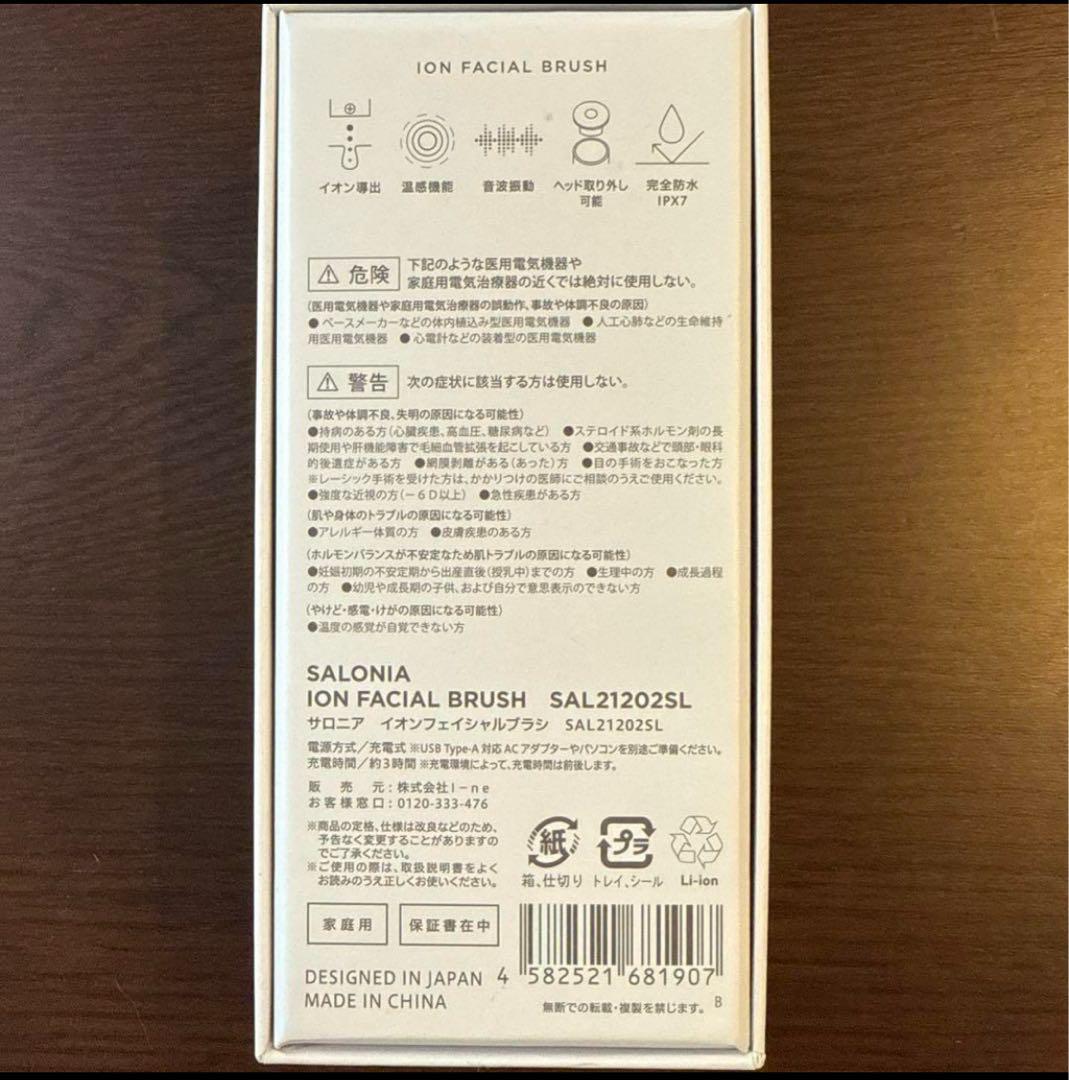 ION FACIAL BRUSH
イオン導出 温感機能 音波振動 ヘッド取り外し可能 完全防水 IPX7
⚠ 危険 下記のような医用電気機器や
家庭用電気治療器の近くでは絶対に使用しない。
(医用電気機器や家庭用電気治療器の誤動作、事故や体調不良の原因)
●ペースメーカーなどの体内植込み型医用電気機器 ●人工心肺などの生命維持
用医用電気機器 ●心電計などの装着型の医用電気機器
⚠ 警告 次の症状に該当する方は使用しない。
(事故や体調不良、失明の原因になる可能性)
●持病のある方(心臓疾患、高血圧、糖尿病など) ●ステロイド系ホルモン剤の長
期使用や肝機能障害で毛細血管拡張を起こしている方 ●交通事故などで頭部・眼科
的後遺症がある方 ●網膜剥離がある(あった)方 ●目の手術をおこなった方
※レーシック手術を受けた方は、かかりつけの医師にご相談のうえご使用ください。
●強度な近視の方(−6D以上) ●急性疾患がある方
(肌や身体のトラブルの原因になる可能性)
●アレルギー体質の方 ●皮膚疾患のある方
(ホルモンバランスが不安定なため肌トラブルの原因になる可能性)
●妊娠初期の不安定期から出産直後(授乳中)までの方 ●生理中の方 ●成長過程
の方 ●幼児や成長期の子供、および自分で意思表示のできない方
(やけど・感電・けがの原因になる可能性)
●温度の感覚が自覚できない方
SALONIA
ION FACIAL BRUSH SAL21202SL
サロニア イオンフェイシャルブラシ SAL21202SL
電源方式/充電式 ※USB Type-A 対応 AC アダプターやパソコンを別途ご準備ください。
充電時間/約3時間 ※充電環境によって、充電時間は前後します。
販売元:株式会社I−ne
お客様窓口:0120-333-476
※商品の定格、仕様は改良などのため、
予告なく変更することがありますの
でご了承ください。
※ご使用の際は、取扱説明書をよく
お読みのうえ正しくお使いください。
紙 プラ
箱、仕切り トレイ、シール Li-ion
家庭用 保証書在中
DESIGNED IN JAPAN
MADE IN CHINA
4 582521 681907
無断での転載・複製を禁じます。 B